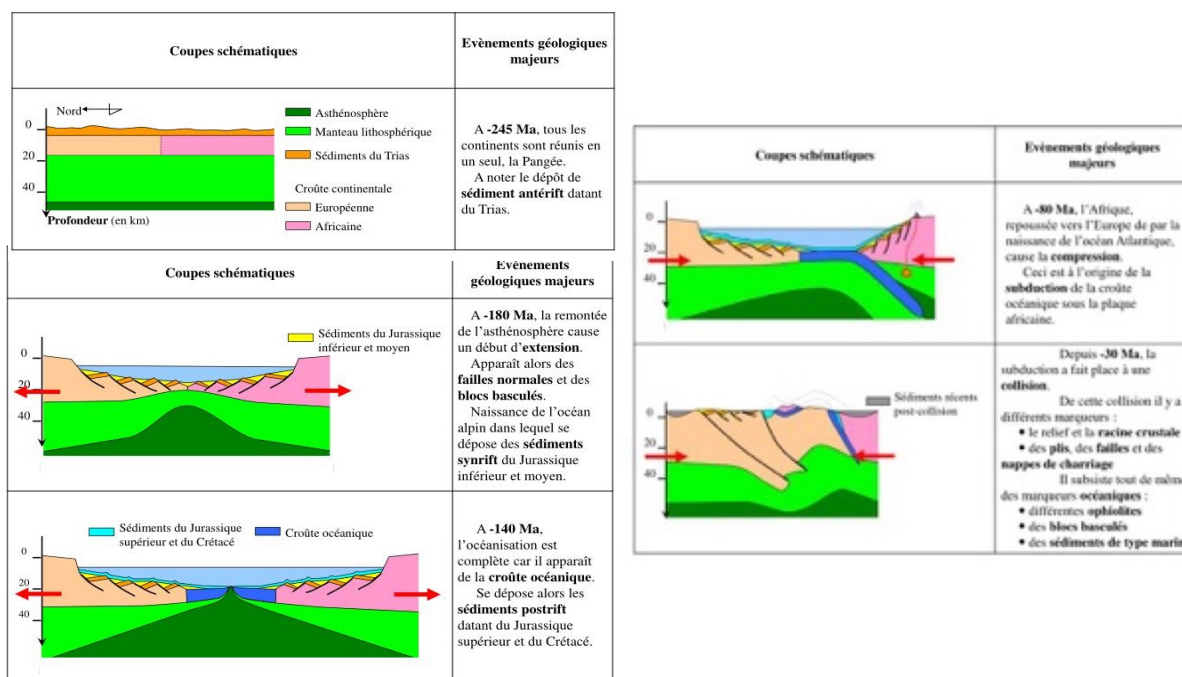 Coupes schématiques
Evènements géologiques
majeurs
Nord
0
20
40
Profondeur (en km)
Asthénosphère
Manteau lithosphérique
Sédiments du Trias
Croûte continentale
Européenne
Africaine
A -245 Ma, tous les
continents sont réunis en
un seul, la Pangée.
A noter le dépôt de
sédiment antérift datant
du Trias.
Coupes schématiques
Evènements
géologiques majeurs
Sédiments du Jurassique
inférieur et moyen
0
20
40
A -180 Ma, la remontée
de l'asthénosphère cause
un début d'extension.
Apparaît alors des
failles normales et des
blocs basculés.
Naissance de l'océan
alpin dans lequel se
dépose des sédiments
synrift du Jurassique
inférieur et moyen.
Sédiments du Jurassique
supérieur et du Crétacé
Croûte océanique
0
20
40
A -140 Ma,
l'océanisation est
complète car il apparaît
de la croûte océanique.
Se dépose alors les
sédiments postrift
datant du Jurassique
supérieur et du Crétacé.
Coupes schématiques
Evènements géologiques
majeurs
0
20
40
A -80 Ma, l'Afrique,
repoussée vers l'Europe de par la
naissance de l'océan Atlantique,
cause la compression.
Ceci est à l'origine de la
subduction de la croûte
océanique sous la plaque
africaine.
Sédiments récents
post-collision
0
20
40
Depuis -30 Ma, la
subduction a fait place à une
collision.
De cette collision il y a
différents marqueurs :
• le relief et la racine crustale
• des plis, des failles et des
nappes de charriage
Il subsiste tout de même
des marqueurs océaniques :
• différentes ophiolites
• des blocs basculés
• des sédiments de type marin